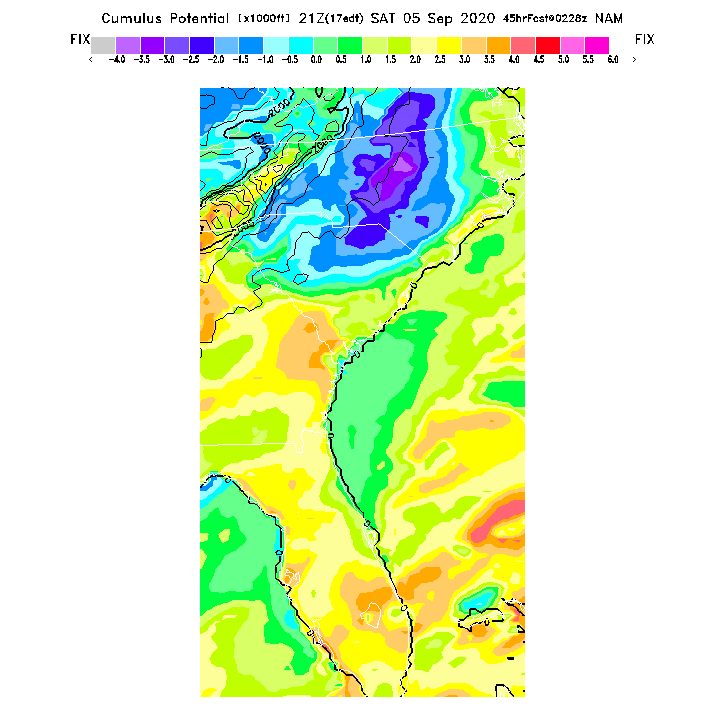 Cumulus Potential [x1000ft] 21Z(17edt) SAT 05 Sep 2020 45hrFcst@0228z NAM
FIX FIX
< -4.0 -3.5 -3.0 -2.5 -2.0 -1.5 -1.0 -0.5 0.0 0.5 1.0 1.5 2.0 2.5 3.0 3.5 4.0 4.5 5.0 5.5 6.0 >
2000